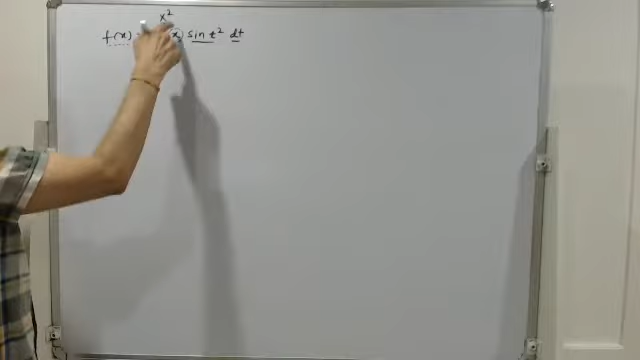 x²
f(x) = x) sin t² dt